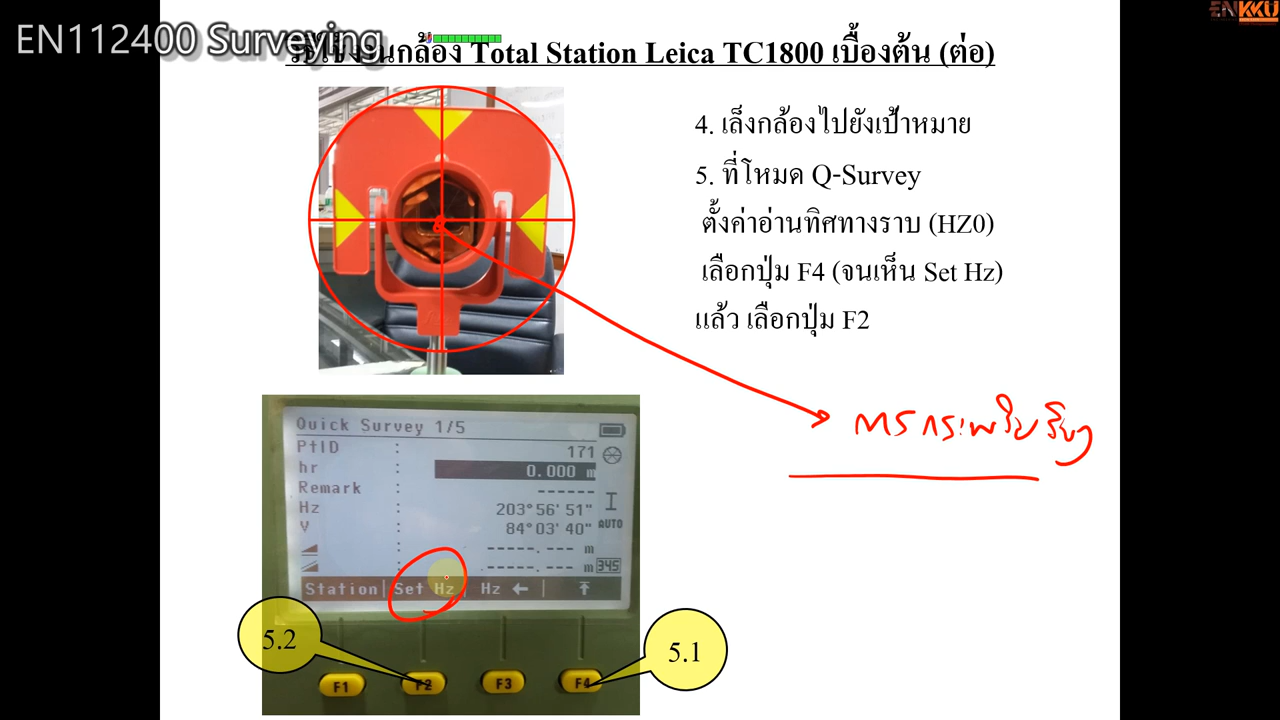 EN112400 Surveying
ENKKU
วิธีใช้งานกล้อง Total Station Leica TC1800 เบื้องต้น (ต่อ)
4. เล็งกล้องไปยังเป้าหมาย
5. ที่โหมด Q-Survey
ตั้งค่าอ่านทิศทางราบ (HZ0)
เลือกปุ่ม F4 (จนเห็น Set Hz)
แล้ว เลือกปุ่ม F2
Quick Survey 1/5
PtID : 171
hr : 0.000 m
Remark : ------
Hz : 203°56'51"
V : 84°03'40" AUTO
: -----.--- m
: -----.--- m 345
Station Set Hz Hz ←
5.2
5.1
F1 F2 F3 F4